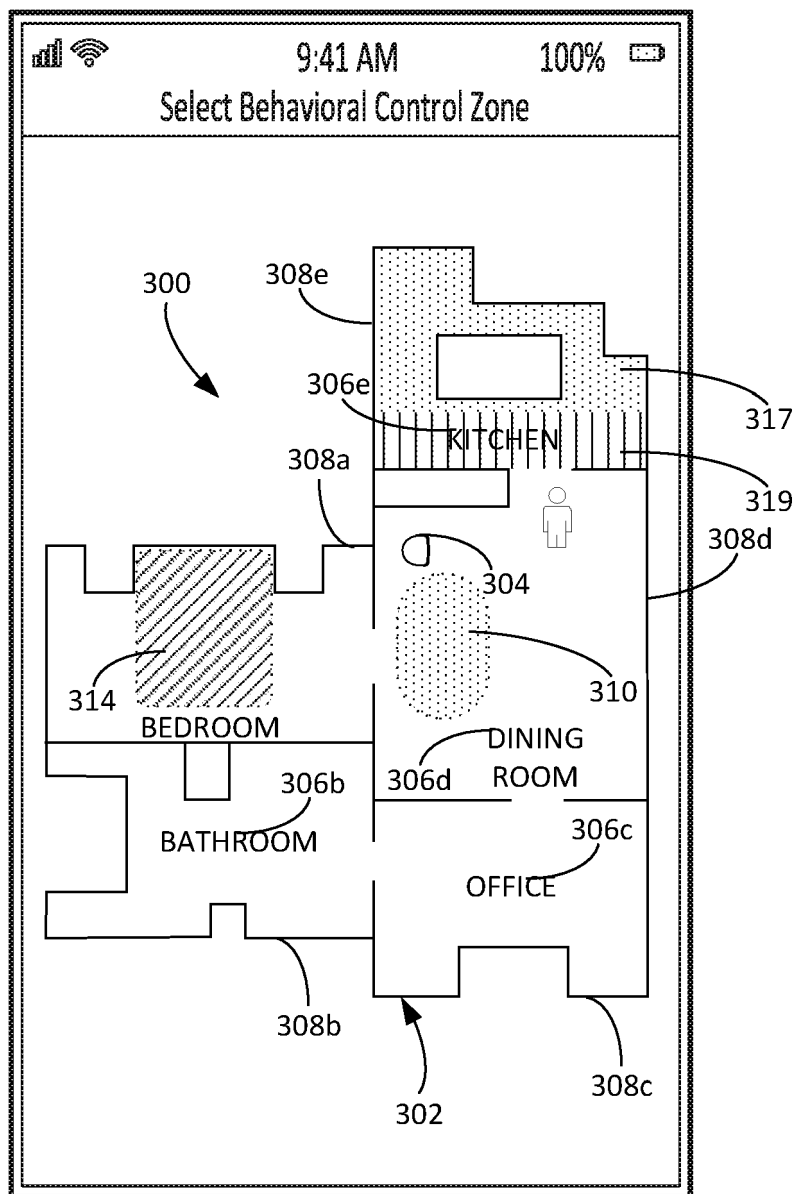 9:41 AM 100%
Select Behavioral Control Zone
308e
300
306e
317
KITCHEN
308a
319
308d
304
314
310
BEDROOM
DINING
ROOM
306d
306b
BATHROOM
306c
OFFICE
308b
308c
302